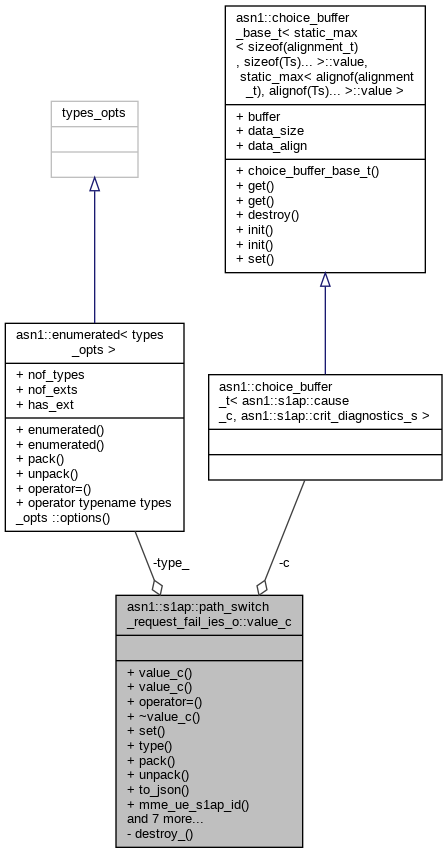 asn1::choice_buffer
_base_t< static_max
< sizeof(alignment_t)
, sizeof(Ts)... >::value,
static_max< alignof(alignment
_t), alignof(Ts)... >::value >
+ buffer
+ data_size
+ data_align
+ choice_buffer_base_t()
+ get()
+ get()
+ destroy()
+ init()
+ init()
+ set()
types_opts
asn1::enumerated< types
_opts >
+ nof_types
+ nof_exts
+ has_ext
+ enumerated()
+ enumerated()
+ pack()
+ unpack()
+ operator=()
+ operator typename types
_opts ::options()
asn1::choice_buffer
_t< asn1::s1ap::cause
_c, asn1::s1ap::crit_diagnostics_s >
-type_
-c
asn1::s1ap::path_switch
_request_fail_ies_o::value_c
+ value_c()
+ value_c()
+ operator=()
+ ~value_c()
+ set()
+ type()
+ pack()
+ unpack()
+ to_json()
+ mme_ue_s1ap_id()
and 7 more...
- destroy_()